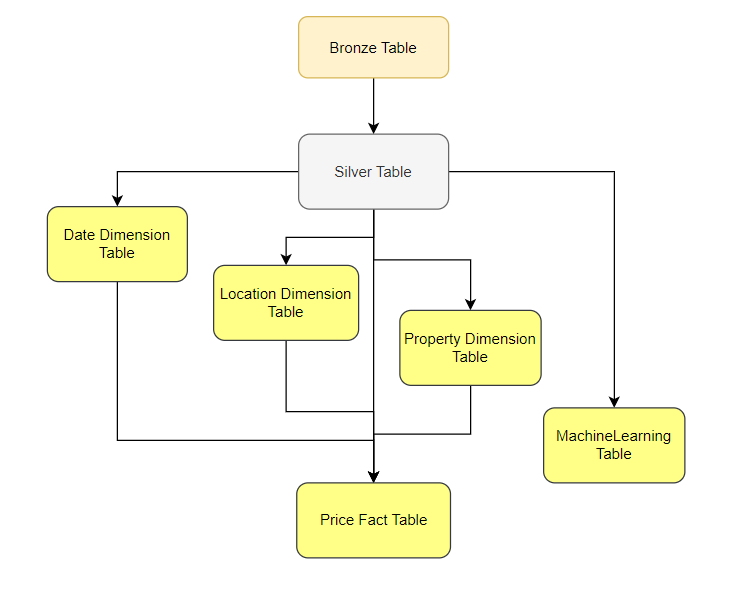 Bronze Table
Silver Table
Date Dimension
Table
Location Dimension
Table
Property Dimension
Table
MachineLearning
Table
Price Fact Table